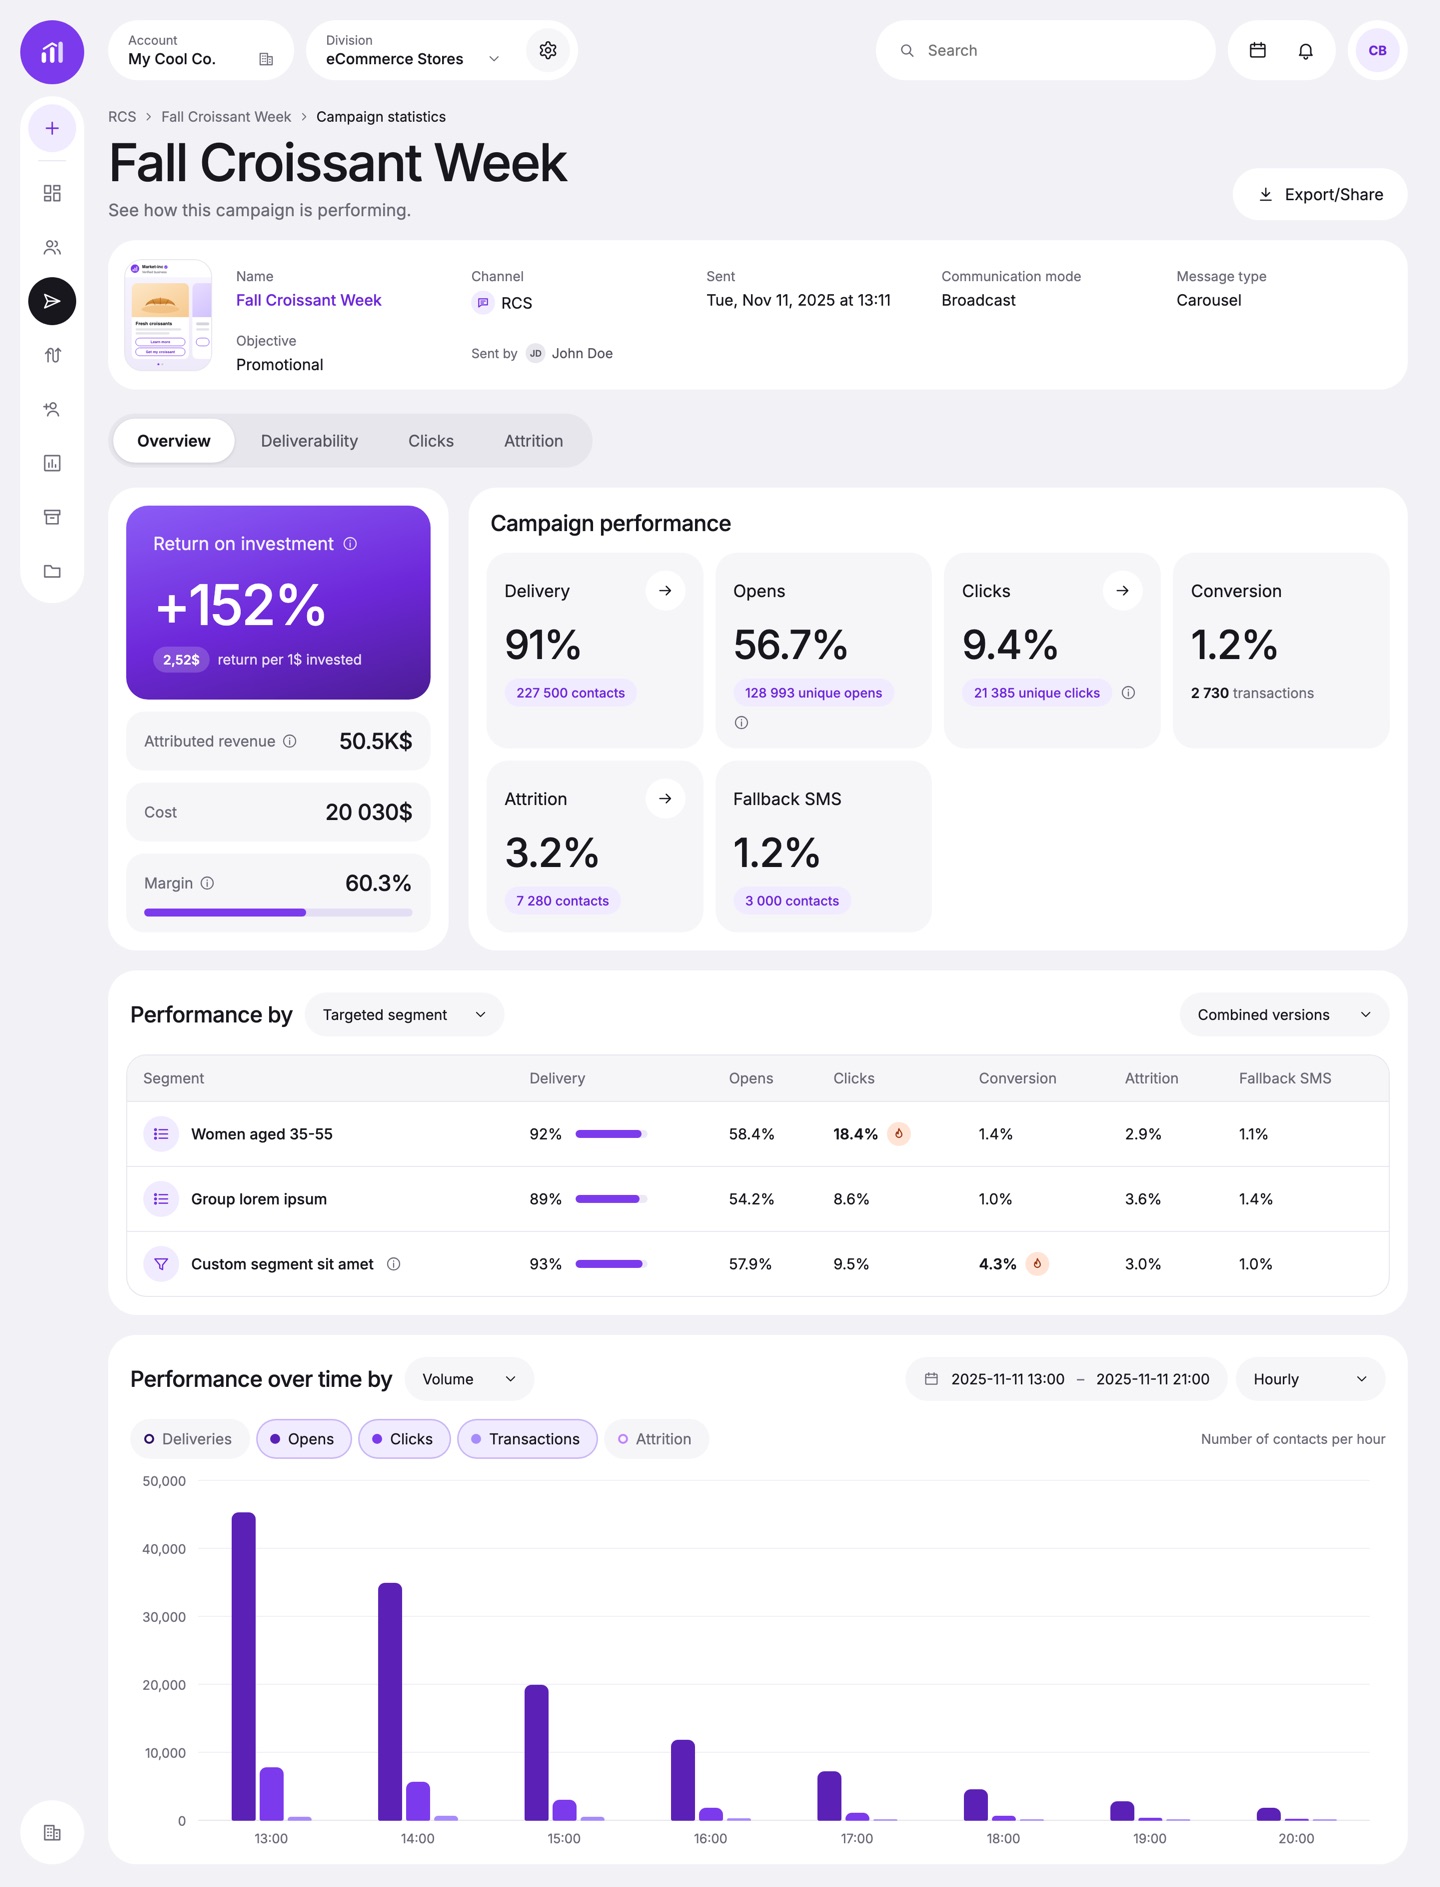 Account
My Cool Co.
Division
eCommerce Stores
Search
CB
RCS > Fall Croissant Week > Campaign statistics
Fall Croissant Week
See how this campaign is performing.
Export/Share
Market·inc
Verified business
Fresh croissants
Learn more
Get my croissant
Name
Fall Croissant Week
Channel
RCS
Sent
Tue, Nov 11, 2025 at 13:11
Communication mode
Broadcast
Message type
Carousel
Objective
Promotional
Sent by JD John Doe
Overview Deliverability Clicks Attrition
Return on investment
+152%
2,52$ return per 1$ invested
Attributed revenue 50.5K$
Cost 20 030$
Margin 60.3%
Campaign performance
Delivery
91%
227 500 contacts
Opens
56.7%
128 993 unique opens
Clicks
9.4%
21 385 unique clicks
Conversion
1.2%
2 730 transactions
Attrition
3.2%
7 280 contacts
Fallback SMS
1.2%
3 000 contacts
Performance by Targeted segment Combined versions
Segment Delivery Opens Clicks Conversion Attrition Fallback SMS
Women aged 35-55 92% 58.4% 18.4% 1.4% 2.9% 1.1%
Group lorem ipsum 89% 54.2% 8.6% 1.0% 3.6% 1.4%
Custom segment sit amet 93% 57.9% 9.5% 4.3% 3.0% 1.0%
Performance over time by Volume 2025-11-11 13:00 – 2025-11-11 21:00 Hourly
Deliveries Opens Clicks Transactions Attrition Number of contacts per hour
50,000
40,000
30,000
20,000
10,000
0
13:00 14:00 15:00 16:00 17:00 18:00 19:00 20:00